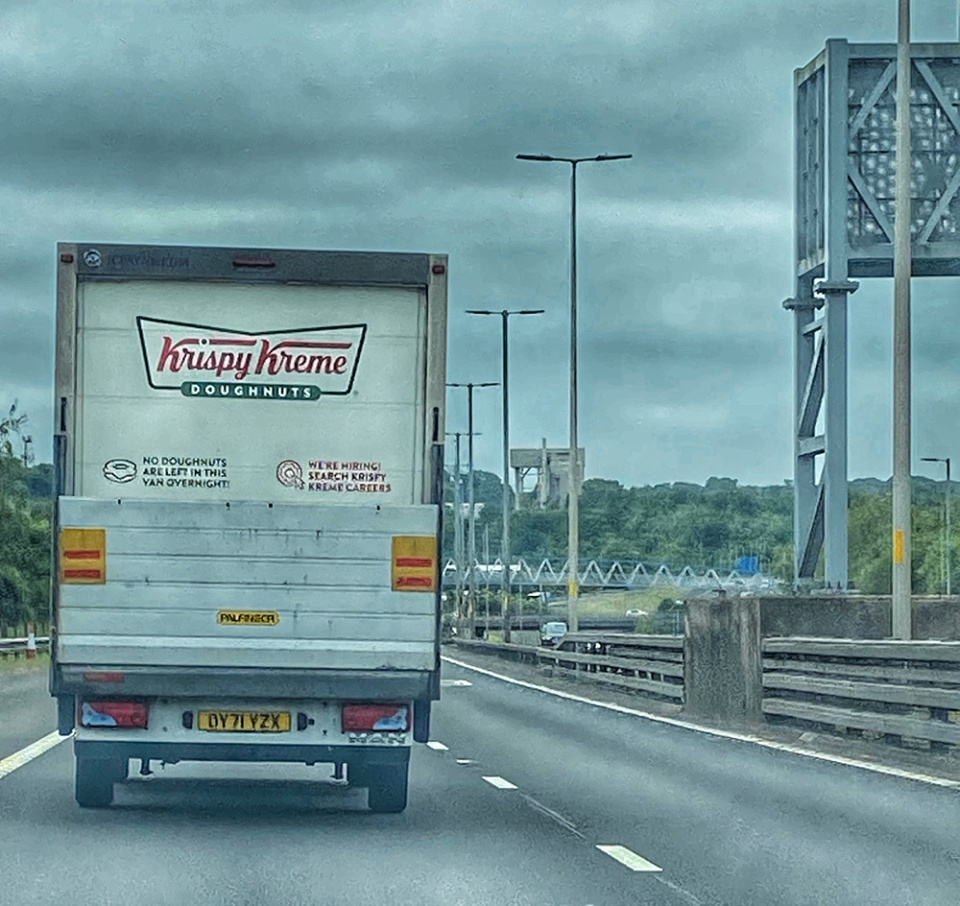 Krispy Kreme
DOUGHNUTS
NO DOUGHNUTS
ARE LEFT IN THIS
VAN OVERNIGHT!
WE'RE HIRING!
SEARCH KRISPY
KREME CAREERS
PALFINGER
DY71 YZX
MAN